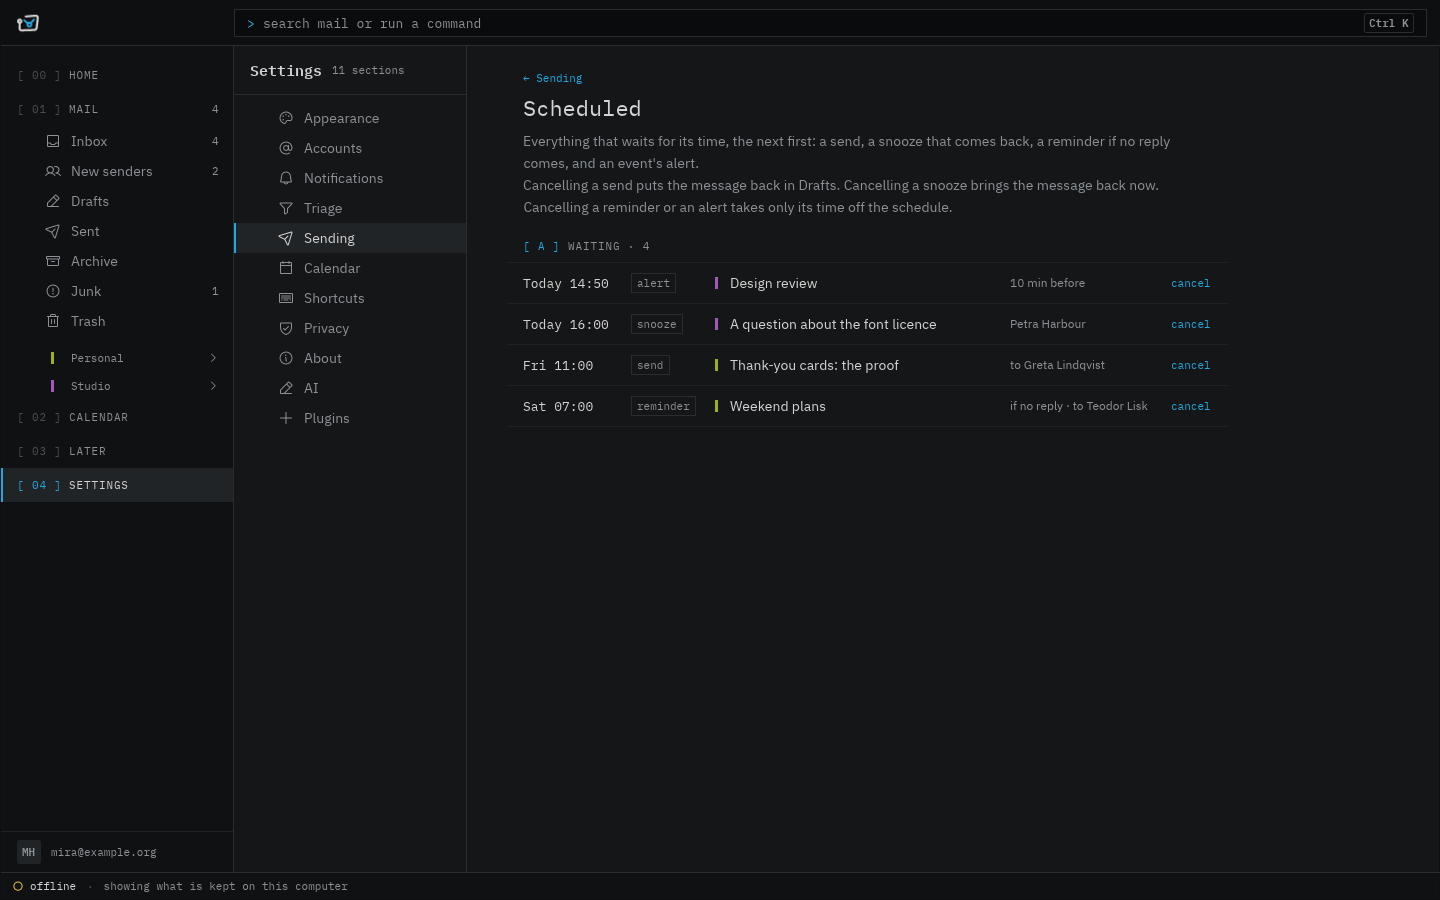 > search mail or run a command
Ctrl K
[ 00 ] HOME
[ 01 ] MAIL 4
Inbox 4
New senders 2
Drafts
Sent
Archive
Junk 1
Trash
Personal
Studio
[ 02 ] CALENDAR
[ 03 ] LATER
[ 04 ] SETTINGS
MH mira@example.org
Settings 11 sections
Appearance
Accounts
Notifications
Triage
Sending
Calendar
Shortcuts
Privacy
About
AI
Plugins
← Sending
Scheduled
Everything that waits for its time, the next first: a send, a snooze that comes back, a reminder if no reply
comes, and an event's alert.
Cancelling a send puts the message back in Drafts. Cancelling a snooze brings the message back now.
Cancelling a reminder or an alert takes only its time off the schedule.
[ A ] WAITING · 4
Today 14:50 alert Design review 10 min before cancel
Today 16:00 snooze A question about the font licence Petra Harbour cancel
Fri 11:00 send Thank-you cards: the proof to Greta Lindqvist cancel
Sat 07:00 reminder Weekend plans if no reply · to Teodor Lisk cancel
offline · showing what is kept on this computer